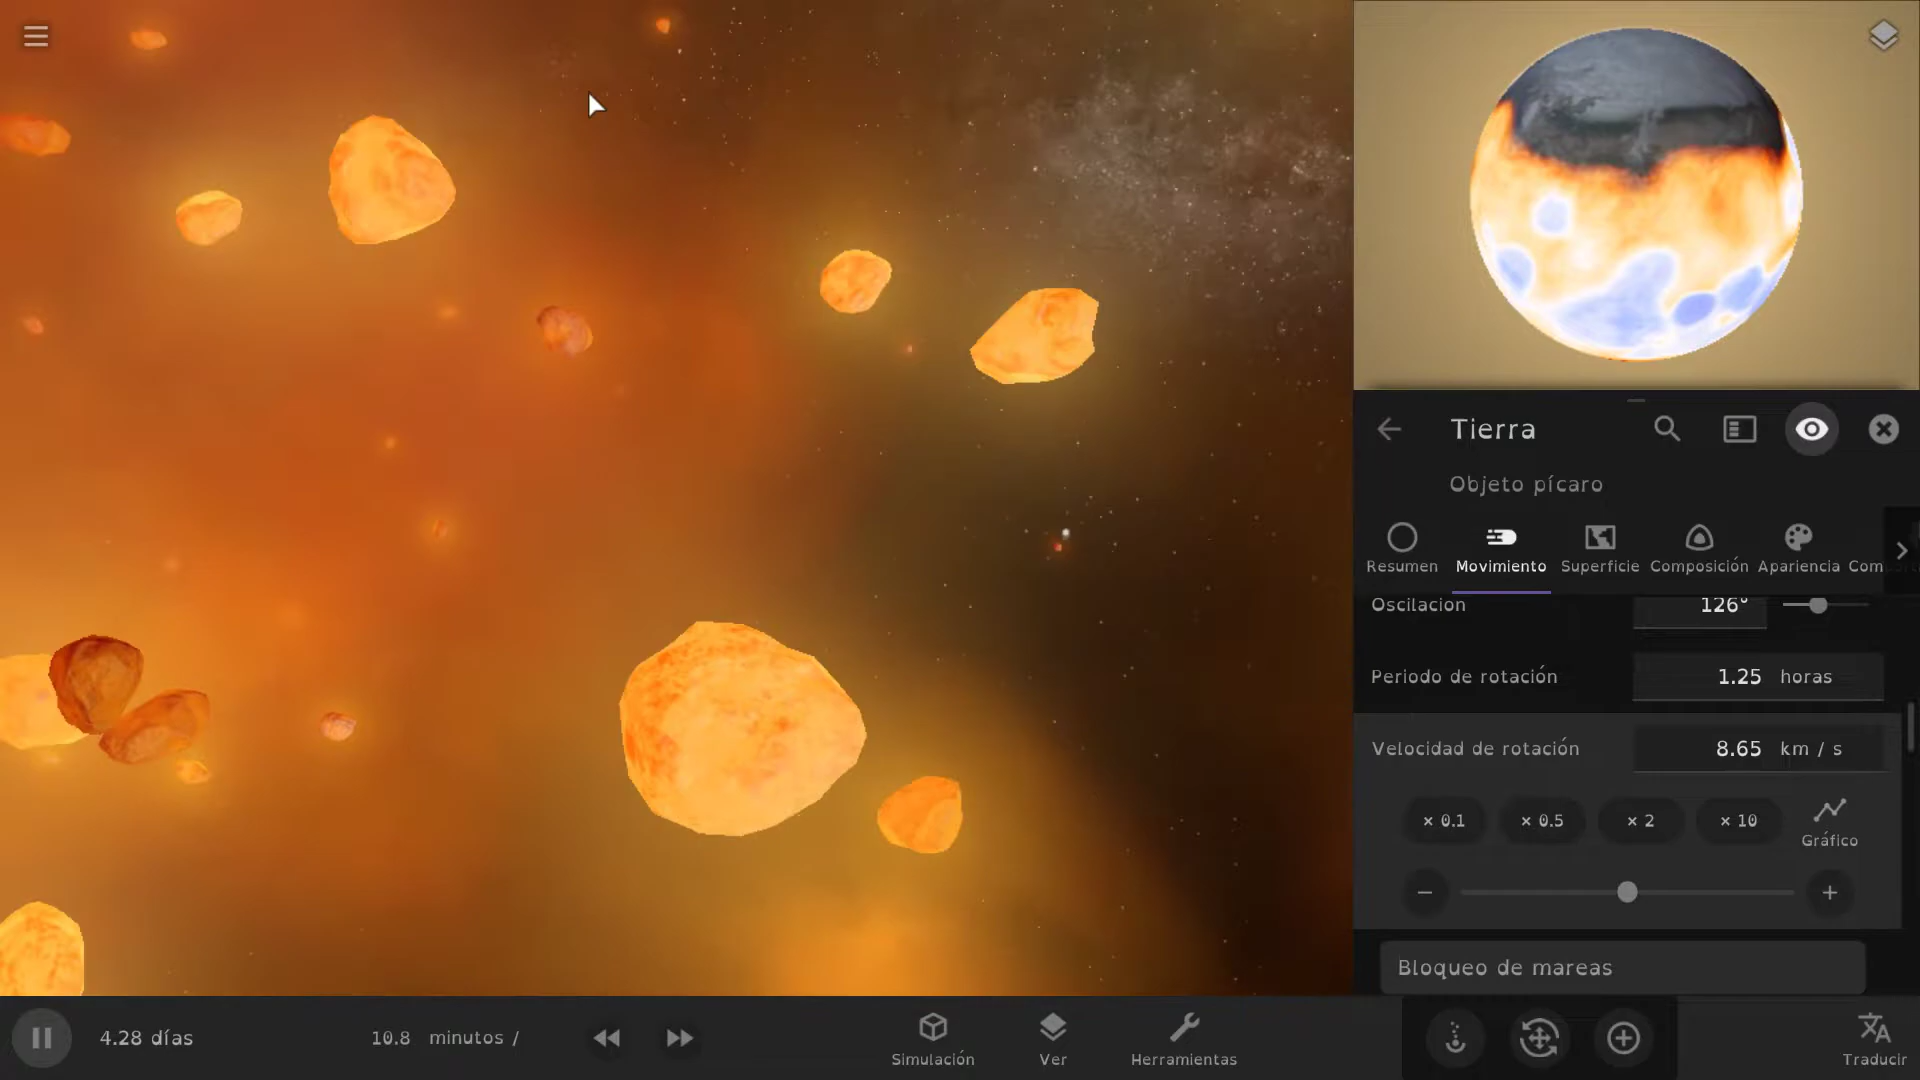 Tierra
Objeto pícaro
Resumen
Movimiento
Superficie
Composición
Apariencia
Com
Oscilacion
126°
Periodo de rotación
1.25 horas
Velocidad de rotación
8.65 km / s
× 0.1
× 0.5
× 2
× 10
Gráfico
Bloqueo de mareas
4.28 días
10.8 minutos /
Simulación
Ver
Herramientas
Traducir